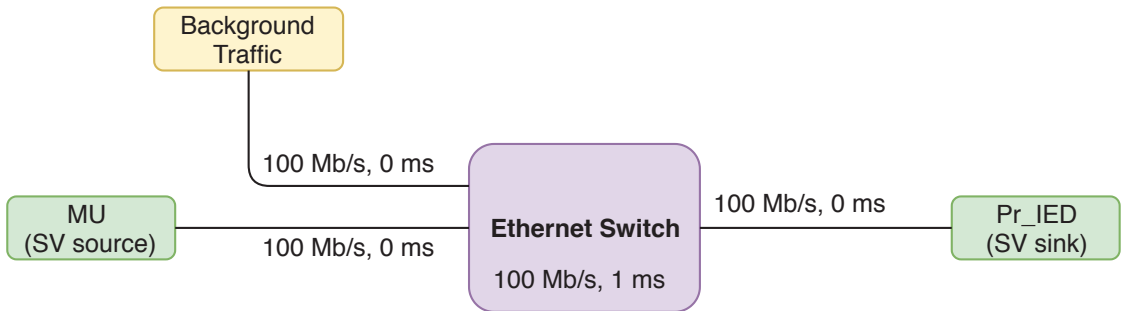 Background
Traffic
100 Mb/s, 0 ms
MU
(SV source)
100 Mb/s, 0 ms
Ethernet Switch
100 Mb/s, 1 ms
100 Mb/s, 0 ms
Pr_IED
(SV sink)